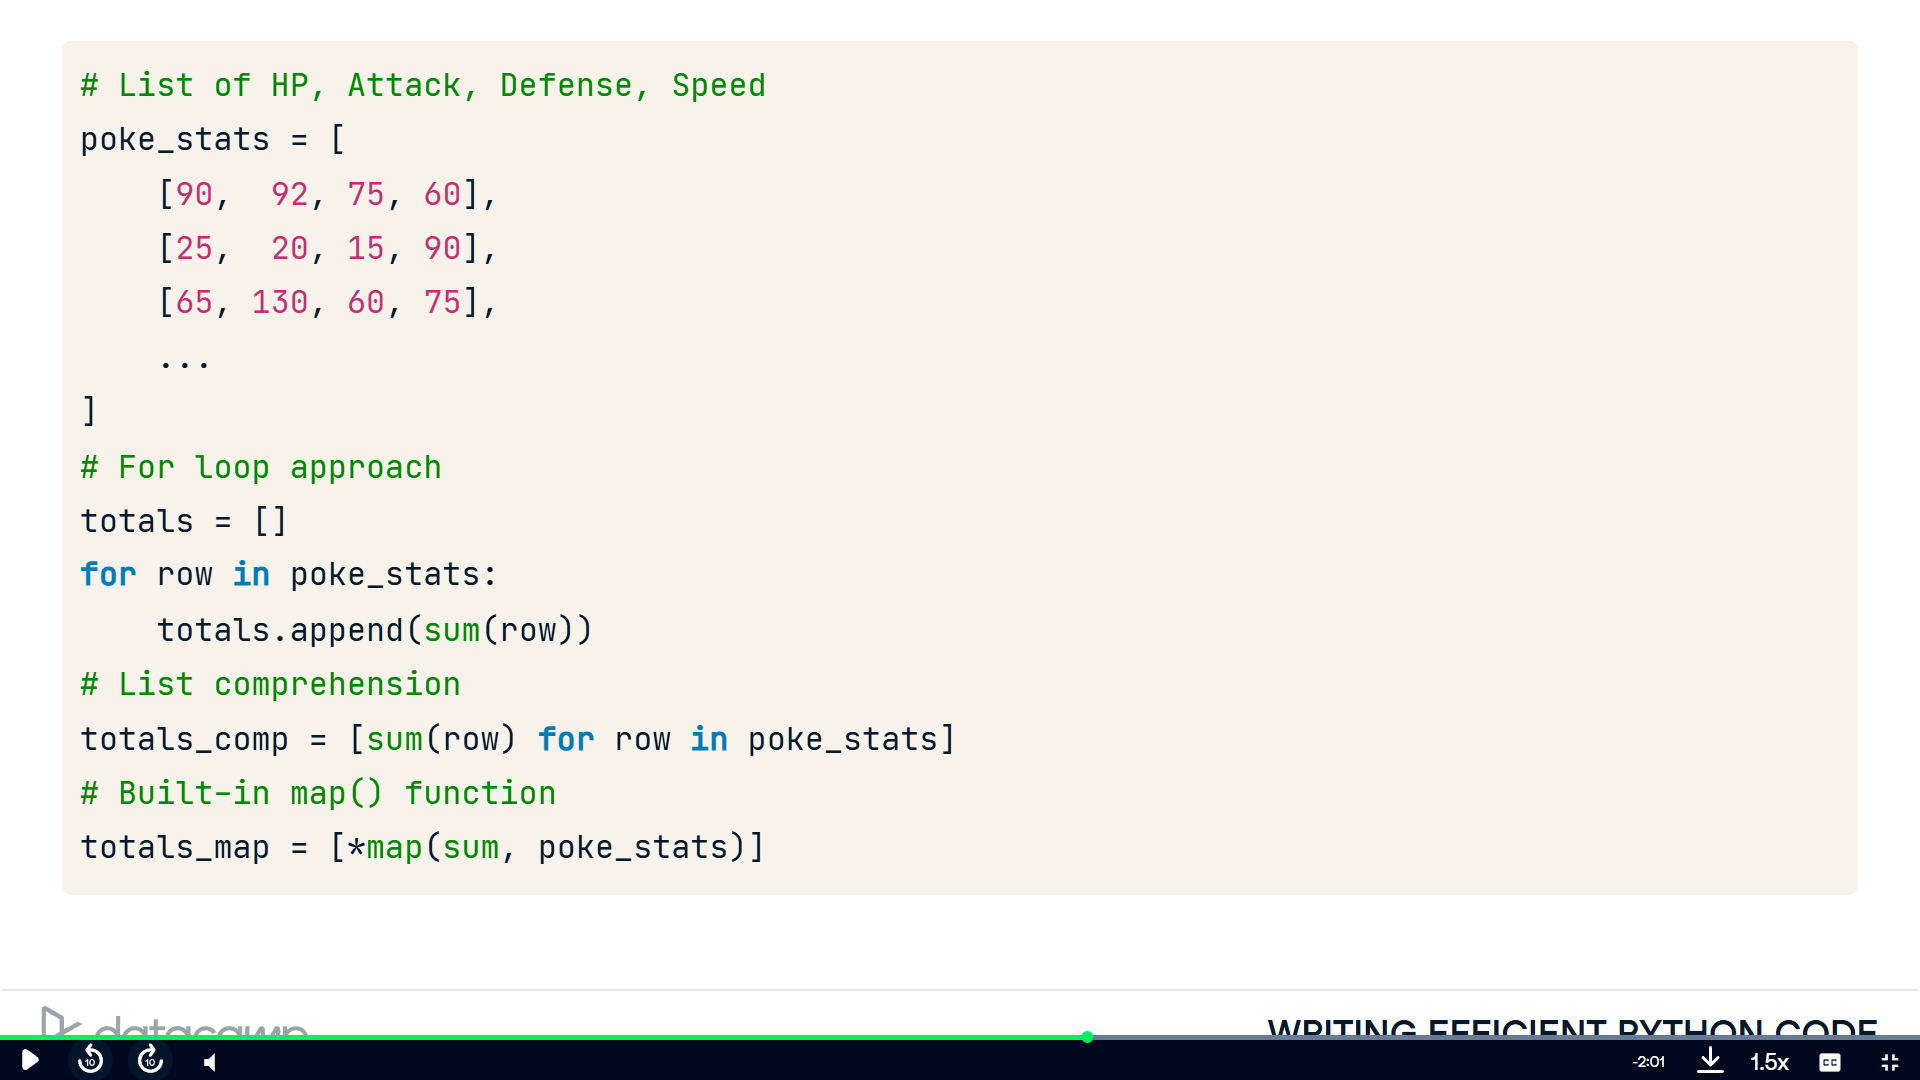 # List of HP, Attack, Defense, Speed
poke_stats = [
    [90,  92, 75, 60],
    [25,  20, 15, 90],
    [65, 130, 60, 75],
    ...
]
# For loop approach
totals = []
for row in poke_stats:
    totals.append(sum(row))
# List comprehension
totals_comp = [sum(row) for row in poke_stats]
# Built-in map() function
totals_map = [*map(sum, poke_stats)]
datacamp
WRITING EFFICIENT PYTHON CODE
10
10
-2:01
1.5x
CC